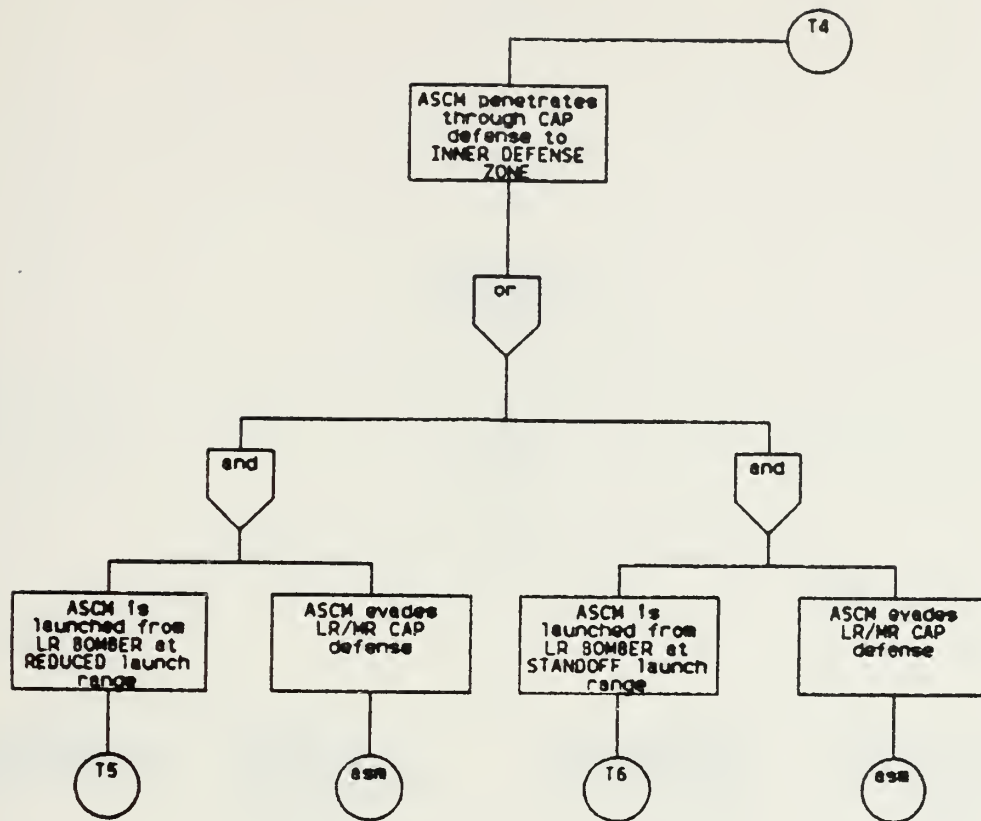 T4
ASCM penetrates
through CAP
defense to
INNER DEFENSE
ZONE
or
and
and
ASCM is
launched from
LR BOMBER at
REDUCED launch
range
ASCM evades
LR/MR CAP
defense
ASCM is
launched from
LR BOMBER at
STANDOFF launch
range
ASCM evades
LR/MR CAP
defense
T5
asm
T6
asm